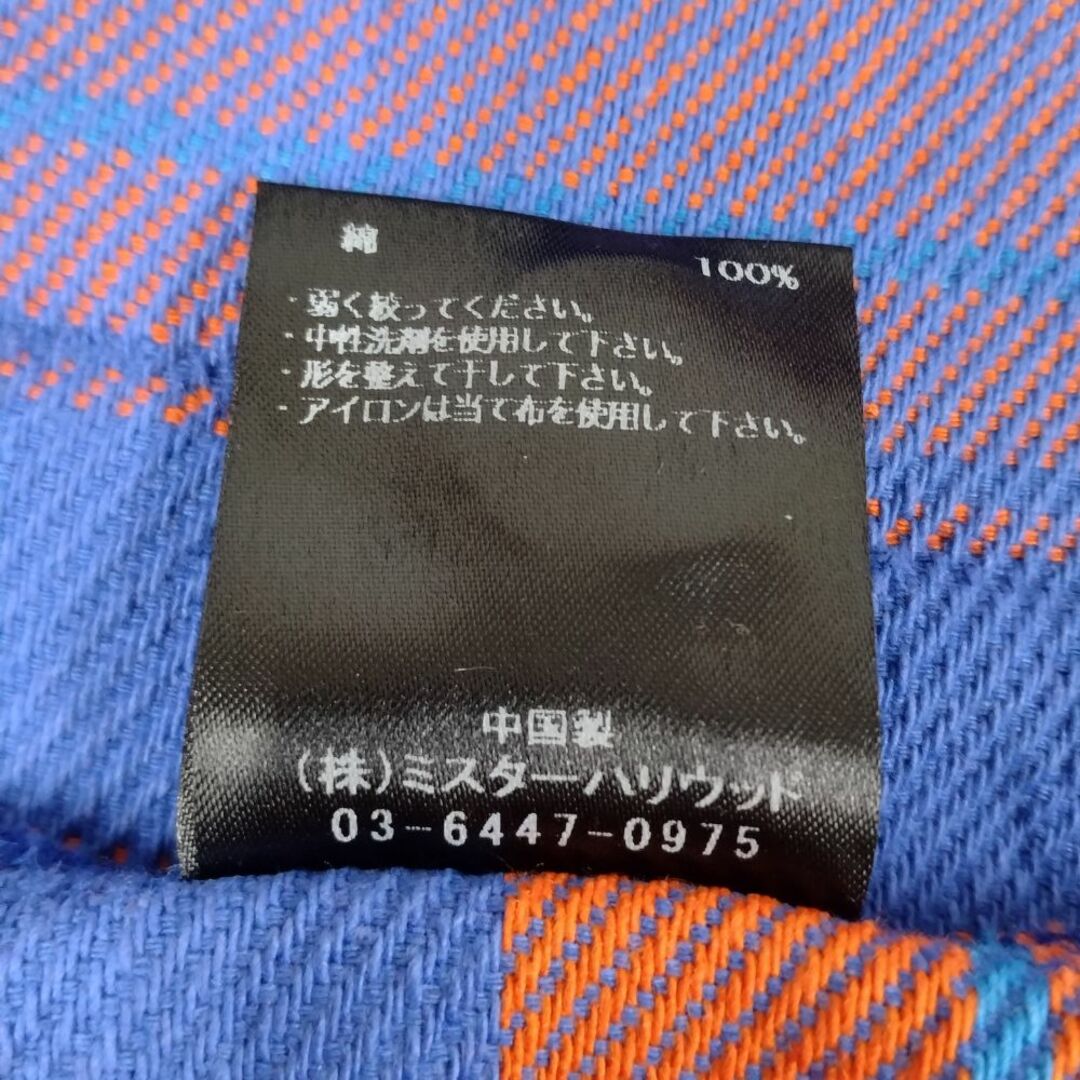 綿 100%
・弱く絞ってください。
・中性洗剤を使用して下さい。
・形を整えて干して下さい。
・アイロンは当て布を使用して下さい。
中国製
(株)ミスターハリウッド
03-6447-0975